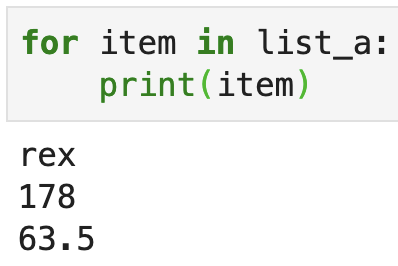 for item in list_a:
    print(item)
rex
178
63.5